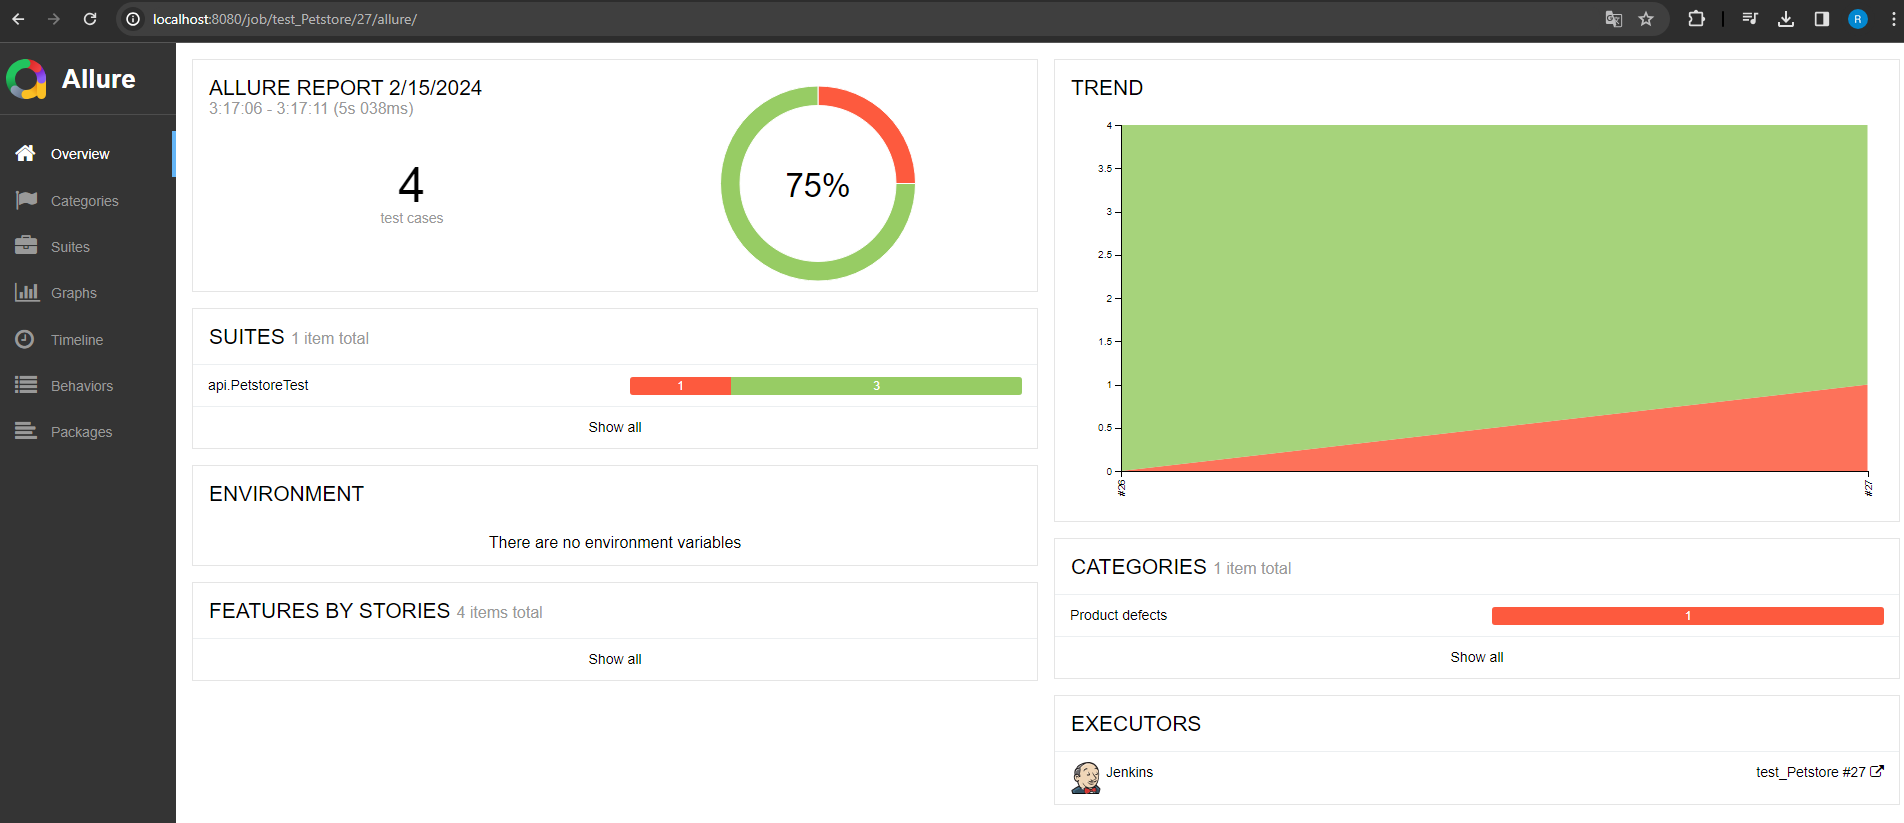 localhost:8080/job/test_Petstore/27/allure/
R
Allure
Overview
Categories
Suites
Graphs
Timeline
Behaviors
Packages
ALLURE REPORT 2/15/2024
3:17:06 - 3:17:11 (5s 038ms)
4
test cases
75%
SUITES 1 item total
api.PetstoreTest
1
3
Show all
ENVIRONMENT
There are no environment variables
FEATURES BY STORIES 4 items total
Show all
TREND
4
3.5
3
2.5
2
1.5
1
0.5
0
#26
#27
CATEGORIES 1 item total
Product defects
1
Show all
EXECUTORS
Jenkins
test_Petstore #27